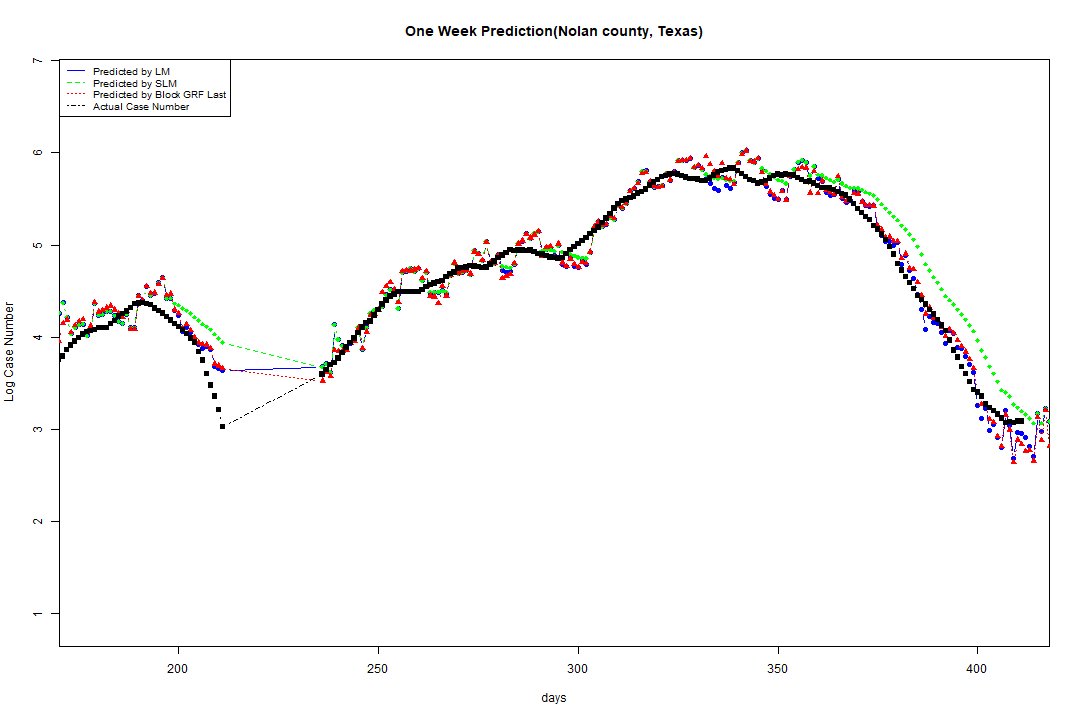 One Week Prediction(Nolan county, Texas)
Predicted by LM
Predicted by SLM
Predicted by Block GRF Last
Actual Case Number
Log Case Number
7
6
5
4
3
2
1
200 250 300 350 400
days